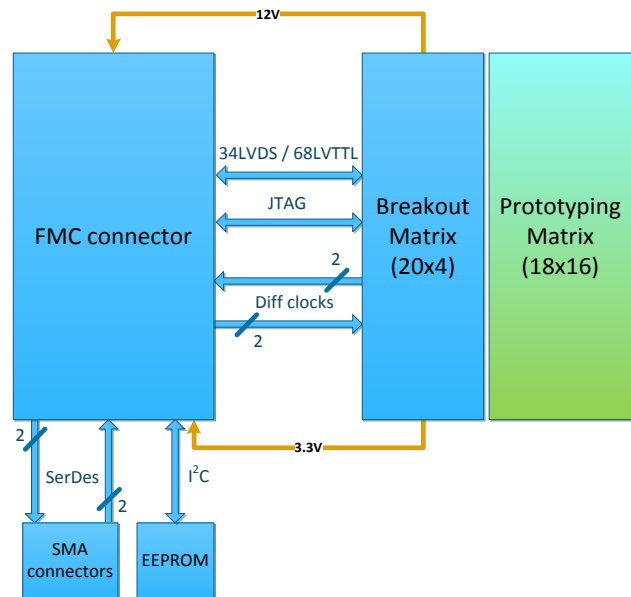 12V
34LVDS / 68LVTTL
JTAG
FMC connector
Breakout
Matrix
(20x4)
Prototyping
Matrix
(18x16)
2
Diff clocks
2
2
3.3V
SerDes
I²C
2
SMA
connectors
EEPROM